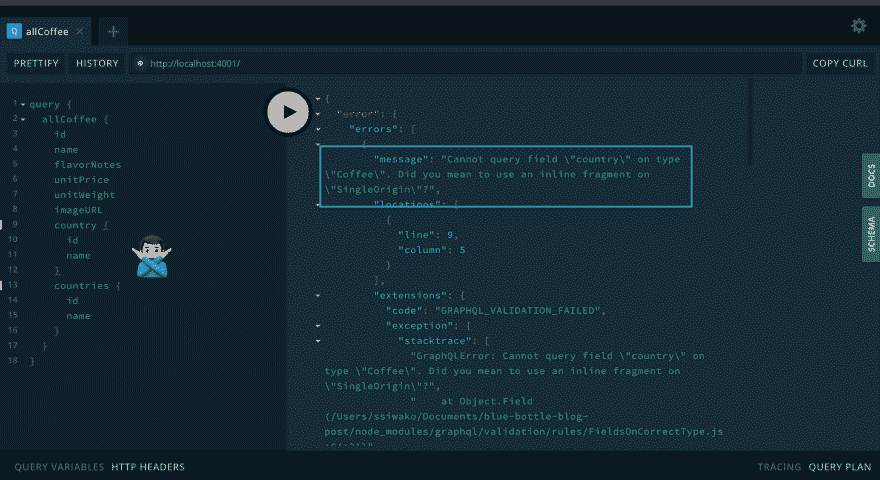 Q allCoffee × +
PRETTIFY HISTORY http://localhost:4001/ COPY CURL
1 query {
2 allCoffee {
3 id
4 name
5 flavorNotes
6 unitPrice
7 unitWeight
8 imageURL
9 country {
10 id
11 name
12 }
13 countries {
14 id
15 name
16 }
17 }
18 }
{
"error": {
"errors": [
{
"message": "Cannot query field \"country\" on type
\"Coffee\". Did you mean to use an inline fragment on
\"SingleOrigin\"?",
"locations": [
{
"line": 9,
"column": 5
}
],
"extensions": {
"code": "GRAPHQL_VALIDATION_FAILED",
"exception": {
"stacktrace": [
"GraphQLError: Cannot query field \"country\" on
type \"Coffee\". Did you mean to use an inline fragment on
\"SingleOrigin\"?",
" at Object.Field
(/Users/ssiwako/Documents/blue-bottle-blog-
post/node_modules/graphql/validation/rules/FieldsOnCorrectType.js
DOCS
SCHEMA
QUERY VARIABLES HTTP HEADERS TRACING QUERY PLAN